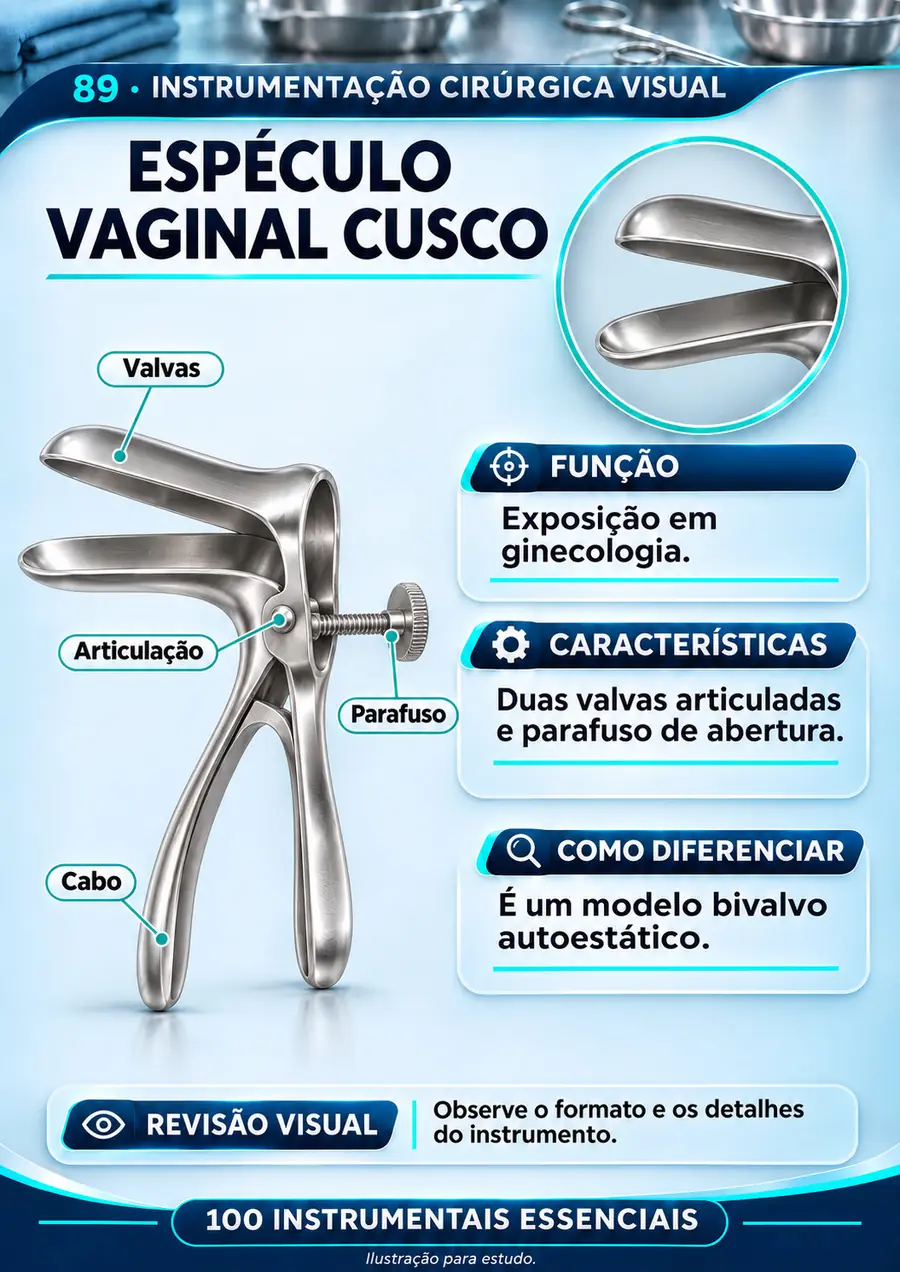 89 • INSTRUMENTAÇÃO CIRÚRGICA VISUAL
ESPÉCULO
VAGINAL CUSCO
Valvas
Articulação
Parafuso
Cabo
FUNÇÃO
Exposição em
ginecologia.
CARACTERÍSTICAS
Duas valvas articuladas
e parafuso de abertura.
COMO DIFERENCIAR
É um modelo bivalvo
autoestático.
REVISÃO VISUAL
Observe o formato e os detalhes
do instrumento.
100 INSTRUMENTAIS ESSENCIAIS
Ilustração para estudo.